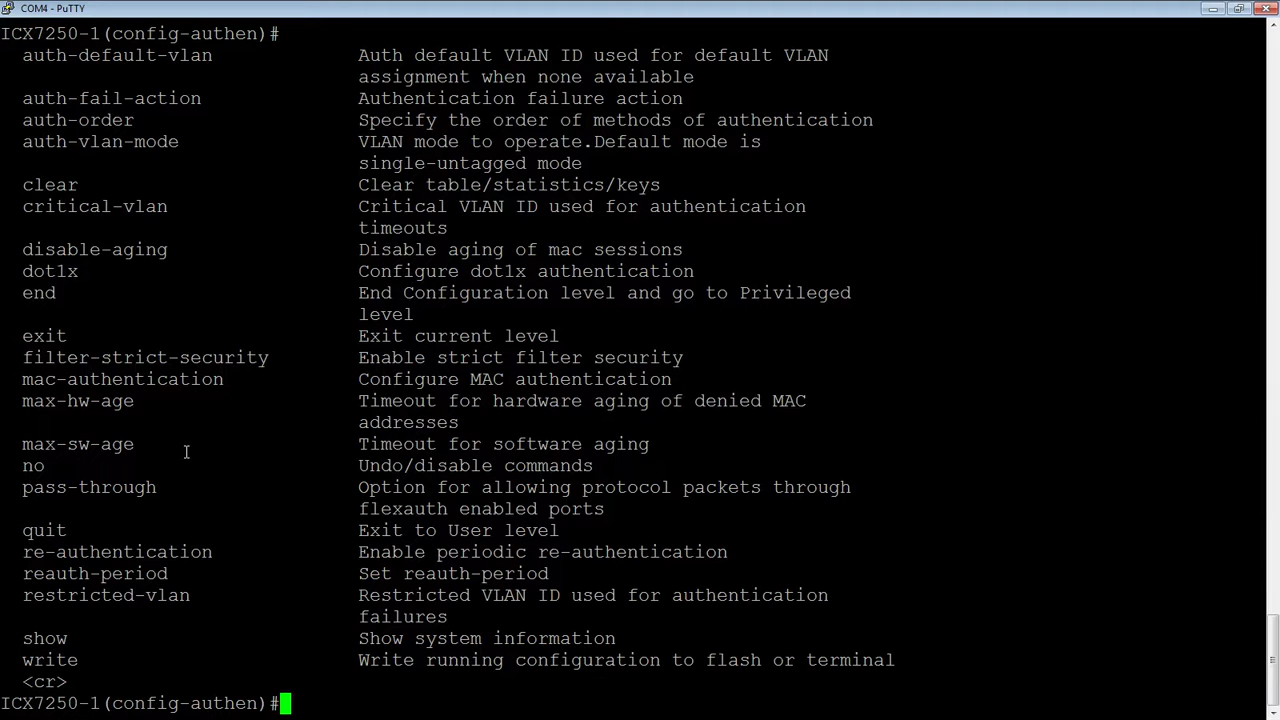 COM4 - PuTTY
ICX7250-1(config-authen)#
auth-default-vlan Auth default VLAN ID used for default VLAN
assignment when none available
auth-fail-action Authentication failure action
auth-order Specify the order of methods of authentication
auth-vlan-mode VLAN mode to operate.Default mode is
single-untagged mode
clear Clear table/statistics/keys
critical-vlan Critical VLAN ID used for authentication
timeouts
disable-aging Disable aging of mac sessions
dot1x Configure dot1x authentication
end End Configuration level and go to Privileged
level
exit Exit current level
filter-strict-security Enable strict filter security
mac-authentication Configure MAC authentication
max-hw-age Timeout for hardware aging of denied MAC
addresses
max-sw-age Timeout for software aging
no Undo/disable commands
pass-through Option for allowing protocol packets through
flexauth enabled ports
quit Exit to User level
re-authentication Enable periodic re-authentication
reauth-period Set reauth-period
restricted-vlan Restricted VLAN ID used for authentication
failures
show Show system information
write Write running configuration to flash or terminal
<cr>
ICX7250-1(config-authen)#